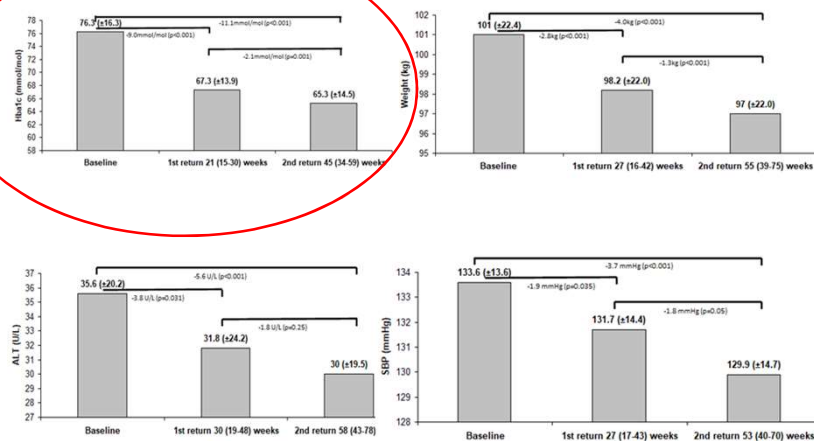 78
76
74
72
70
68
66
64
62
60
58
Hba1c (mmol/mol)
-11.1mmol/mol (p<0.001)
76.3 (±16.3)
-9.0mmol/mol (p<0.001)
-2.1mmol/mol (p=0.001)
67.3 (±13.9)
65.3 (±14.5)
Baseline
1st return 21 (15-30) weeks
2nd return 45 (34-59) weeks
102
101
100
99
98
97
96
95
Weight (kg)
-4.0kg (p<0.001)
101 (±22.4)
-2.8kg (p<0.001)
-1.3kg (p<0.001)
98.2 (±22.0)
97 (±22.0)
Baseline
1st return 27 (16-42) weeks
2nd return 55 (39-75) weeks
37
36
35
34
33
32
31
30
29
28
27
ALT (U/L)
-5.6 U/L (p<0.001)
35.6 (±20.2)
-3.8 U/L (p=0.031)
-1.8 U/L (p=0.25)
31.8 (±24.2)
30 (±19.5)
Baseline
1st return 30 (19-48) weeks
2nd return 58 (43-78)
134
133
132
131
130
129
128
SBP (mmHg)
-3.7 mmHg (p<0.001)
133.6 (±13.6)
-1.9 mmHg (p=0.035)
-1.8 mmHg (p=0.05)
131.7 (±14.4)
129.9 (±14.7)
Baseline
1st return 27 (17-43) weeks
2nd return 53 (40-70) weeks